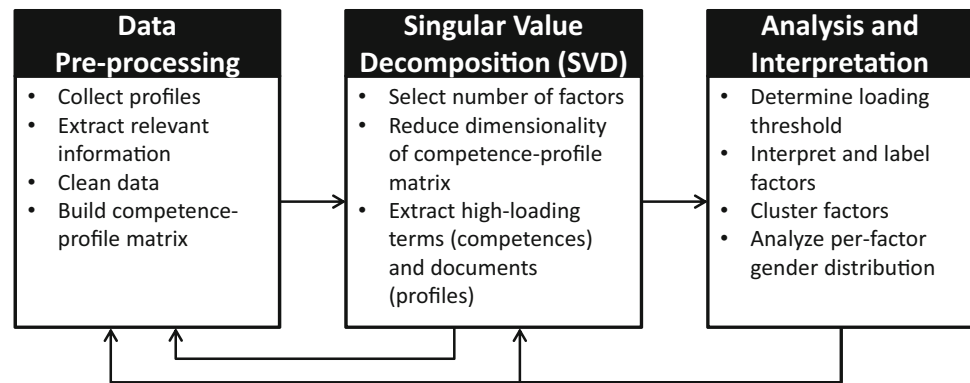 Data
Pre-processing
• Collect profiles
• Extract relevant
information
• Clean data
• Build competence-
profile matrix
Singular Value
Decomposition (SVD)
• Select number of factors
• Reduce dimensionality
of competence-profile
matrix
• Extract high-loading
terms (competences)
and documents
(profiles)
Analysis and
Interpretation
• Determine loading
threshold
• Interpret and label
factors
• Cluster factors
• Analyze per-factor
gender distribution